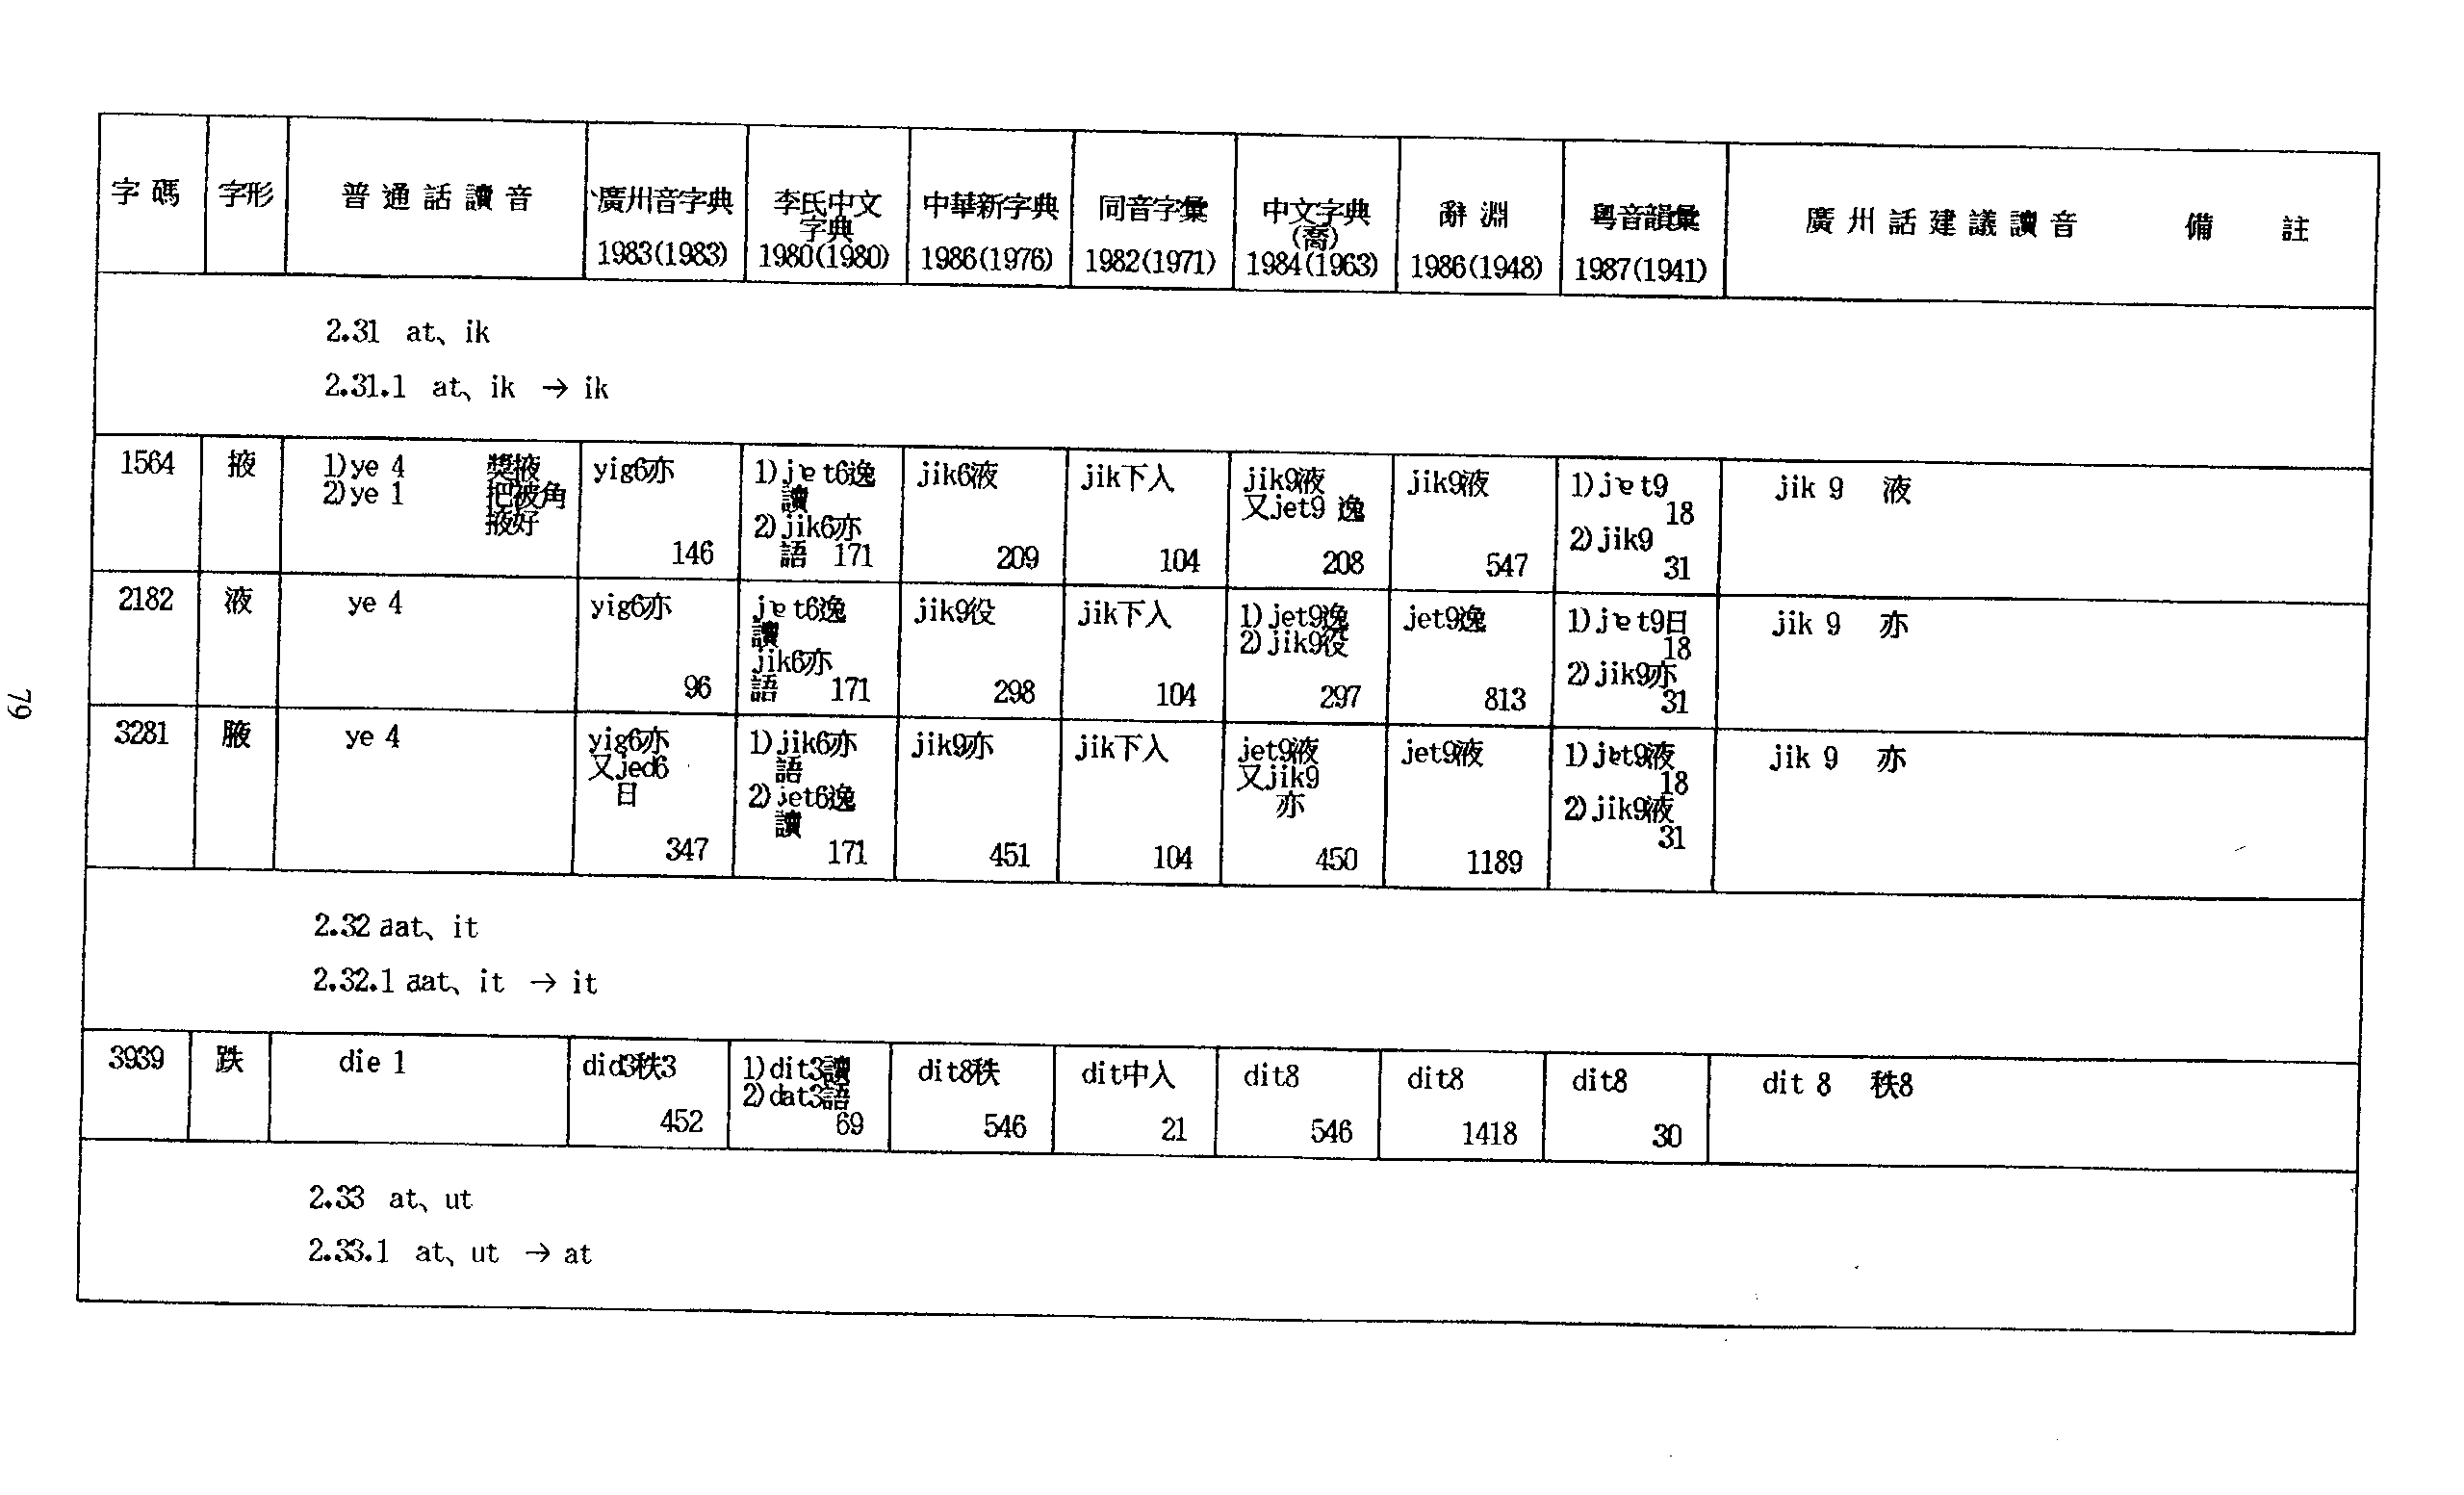 字碼 字形 普通話讀音 廣州音字典 李氏中文 中華新字典 同音字彙 中文字典 辭淵 粵音韻彙 廣州話建議讀音 備註
字典 (喬)
1983(1983) 1980(1980) 1986(1976) 1982(1971) 1984(1963) 1986(1948) 1987(1941)
2.31 at、ik
2.31.1 at、ik → ik
1564 掖 1)ye 4 獎掖 yig6亦 1)jɐt6逸 jik6液 jik下入 jik9液 jik9液 1)jɐt9 jik 9 液
2)ye 1 把被角 讀 又jet9 逸 18
掖好 2)jik6亦 2)jik9
146 語 171 209 104 208 547 31
2182 液 ye 4 yig6亦 jɐt6逸 jik9役 jik下入 1)jet9逸 jet9逸 1)jɐt9日 jik 9 亦
讀 2)jik9役 18
jik6亦 2)jik9亦
96 語 171 298 104 297 813 31
3281 腋 ye 4 yig6亦 1)jik6亦 jik9亦 jik下入 jet9液 jet9液 1)jɐt9液 jik 9 亦
又jed6 語 又jik9 18
日 2)jet6逸 亦 2)jik9液
讀 31
347 171 451 104 450 1189
2.32 aat、it
2.32.1 aat、it → it
3939 跌 die 1 did3秩3 1)dit3讀 dit8秩 dit中入 dit8 dit8 dit8 dit 8 秩8
2)dat3語
452 69 546 21 546 1418 30
2.33 at、ut
2.33.1 at、ut → at
79